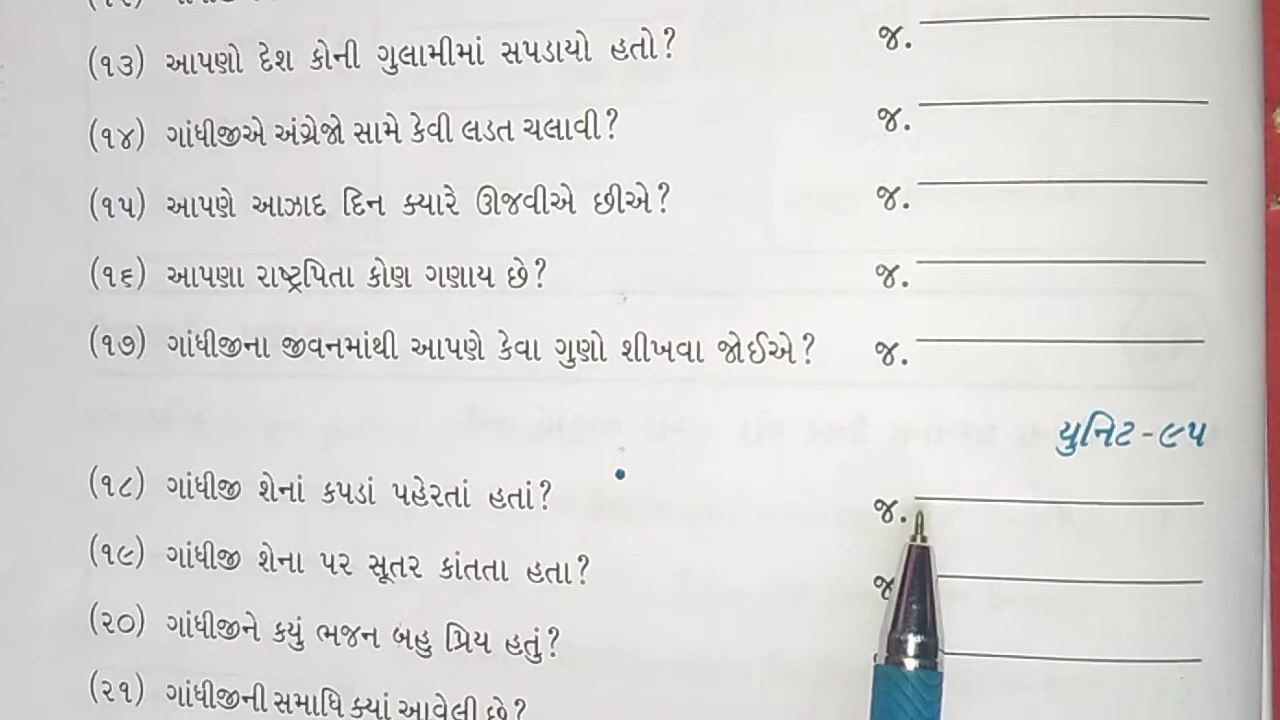 (૧૩) આપણો દેશ કોની ગુલામીમાં સપડાયો હતો? જ.
(૧૪) ગાંધીજીએ અંગ્રેજો સામે કેવી લડત ચલાવી? જ.
(૧૫) આપણે આઝાદ દિન ક્યારે ઊજવીએ છીએ? જ.
(૧૬) આપણા રાષ્ટ્રપિતા કોણ ગણાય છે? જ.
(૧૭) ગાંધીજીના જીવનમાંથી આપણે કેવા ગુણો શીખવા જોઈએ? જ.
યુનિટ-૯૫
(૧૮) ગાંધીજી શેનાં કપડાં પહેરતાં હતાં? જ.
(૧૯) ગાંધીજી શેના પર સૂતર કાંતતા હતા? જ
(૨૦) ગાંધીજીને કયું ભજન બહુ પ્રિય હતું?
(૨૧) ગાંધીજીની સમાધિ ક્યાં આવેલી છે?